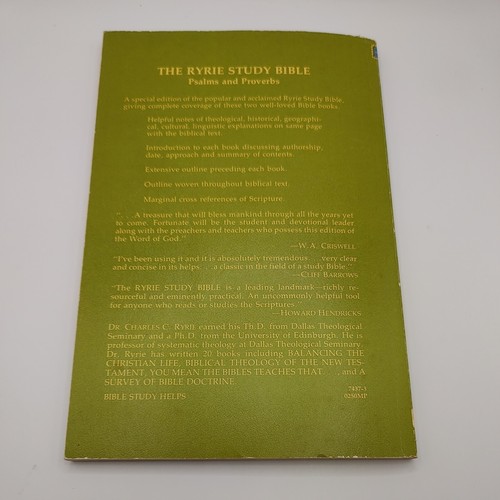 THE RYRIE STUDY BIBLE
Psalms and Proverbs
A special edition of the popular and acclaimed Ryrie Study Bible,
giving complete coverage of these two well-loved Bible books.
Helpful notes of theological, historical, geographi-
cal, cultural, linguistic explanations on same page
with the biblical text.
Introduction to each book discussing authorship,
date, approach and summary of contents.
Extensive outline preceding each book.
Outline woven throughout biblical text.
Marginal cross references of Scripture.
". . . A treasure that will bless mankind through all the years yet
to come. Fortunate will be the student and devotional leader
along with the preachers and teachers who possess this edition of
the Word of God."
—W. A. CRISWELL
"I've been using it and it is abosolutely tremendous . . . very clear
and concise in its helps . . . a classic in the field of a study Bible."
—CLIFF BARROWS
"The RYRIE STUDY BIBLE is a leading landmark—richly re-
sourceful and eminently practical. An uncommonly helpful tool
for anyone who reads or studies the Scriptures."
—HOWARD HENDRICKS
DR. CHARLES C. RYRIE earned his Th.D. from Dallas Theological
Seminary and a Ph.D. from the University of Edinburgh. He is
professor of systematic theology at Dallas Theological Seminary.
Dr. Ryrie has written 20 books including BALANCING THE
CHRISTIAN LIFE, BIBLICAL THEOLOGY OF THE NEW TES-
TAMENT, YOU MEAN THE BIBLES TEACHES THAT . . . , and A
SURVEY OF BIBLE DOCTRINE.
7497-3
0250MP
BIBLE STUDY HELPS